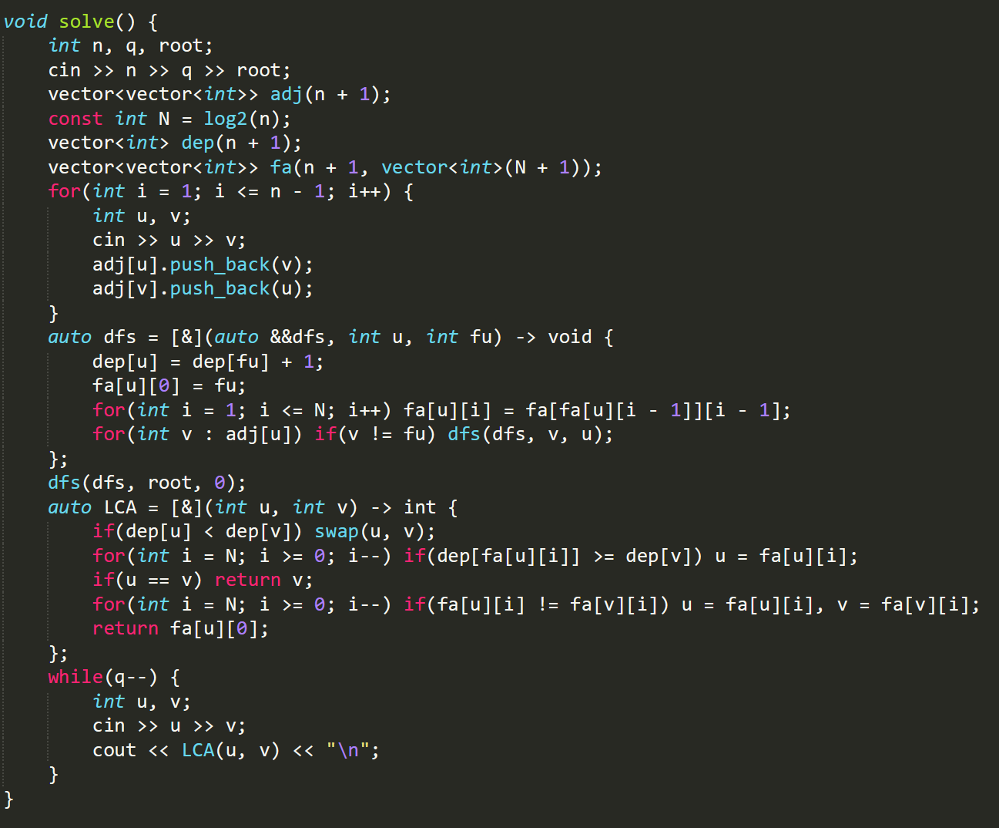 void solve() {
    int n, q, root;
    cin >> n >> q >> root;
    vector<vector<int>> adj(n + 1);
    const int N = log2(n);
    vector<int> dep(n + 1);
    vector<vector<int>> fa(n + 1, vector<int>(N + 1));
    for(int i = 1; i <= n - 1; i++) {
        int u, v;
        cin >> u >> v;
        adj[u].push_back(v);
        adj[v].push_back(u);
    }
    auto dfs = [&](auto &&dfs, int u, int fu) -> void {
        dep[u] = dep[fu] + 1;
        fa[u][0] = fu;
        for(int i = 1; i <= N; i++) fa[u][i] = fa[fa[u][i - 1]][i - 1];
        for(int v : adj[u]) if(v != fu) dfs(dfs, v, u);
    };
    dfs(dfs, root, 0);
    auto LCA = [&](int u, int v) -> int {
        if(dep[u] < dep[v]) swap(u, v);
        for(int i = N; i >= 0; i--) if(dep[fa[u][i]] >= dep[v]) u = fa[u][i];
        if(u == v) return v;
        for(int i = N; i >= 0; i--) if(fa[u][i] != fa[v][i]) u = fa[u][i], v = fa[v][i];
        return fa[u][0];
    };
    while(q--) {
        int u, v;
        cin >> u >> v;
        cout << LCA(u, v) << "\n";
    }
}